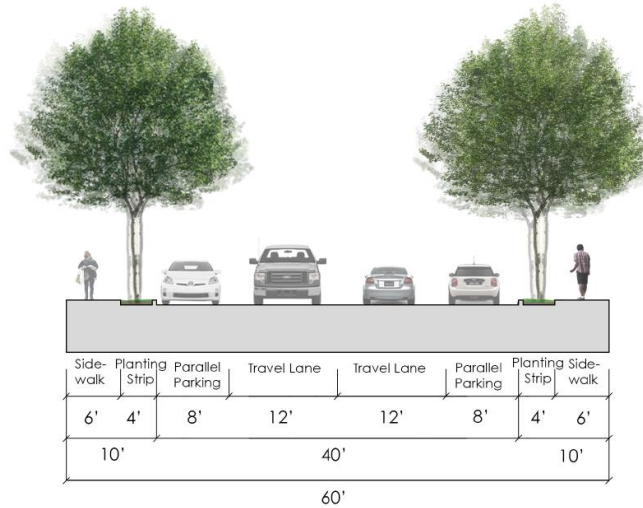 Side-
walk
Planting
Strip
Parallel
Parking
Travel Lane
Travel Lane
Parallel
Parking
Planting
Strip
Side-
walk
6' 4' 8' 12' 12' 8' 4' 6'
10' 40' 10'
60'